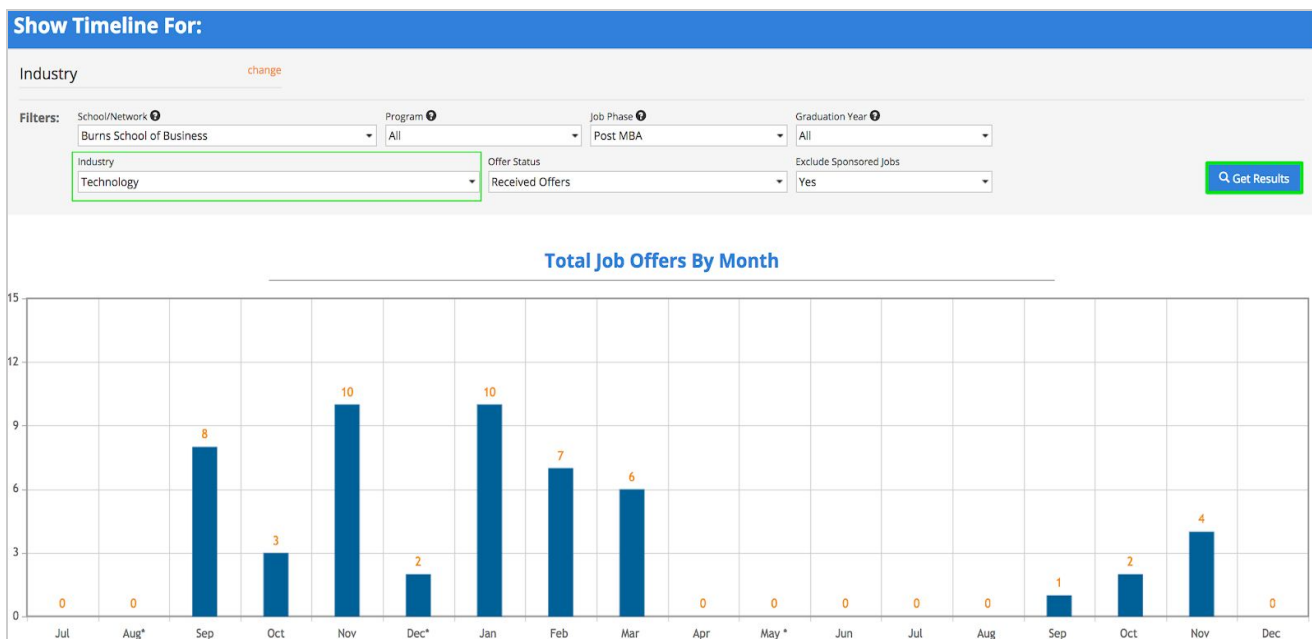 Show Timeline For:
Industry change
Filters: School/Network ? Program ? Job Phase ? Graduation Year ?
Burns School of Business All Post MBA All
Industry Offer Status Exclude Sponsored Jobs
Technology Received Offers Yes Get Results
Total Job Offers By Month
15
12
10 10
9
8
7
6 6
4
3 3
2 2
1
0 0 0 0 0 0 0 0 0
Jul Aug* Sep Oct Nov Dec* Jan Feb Mar Apr May * Jun Jul Aug Sep Oct Nov Dec